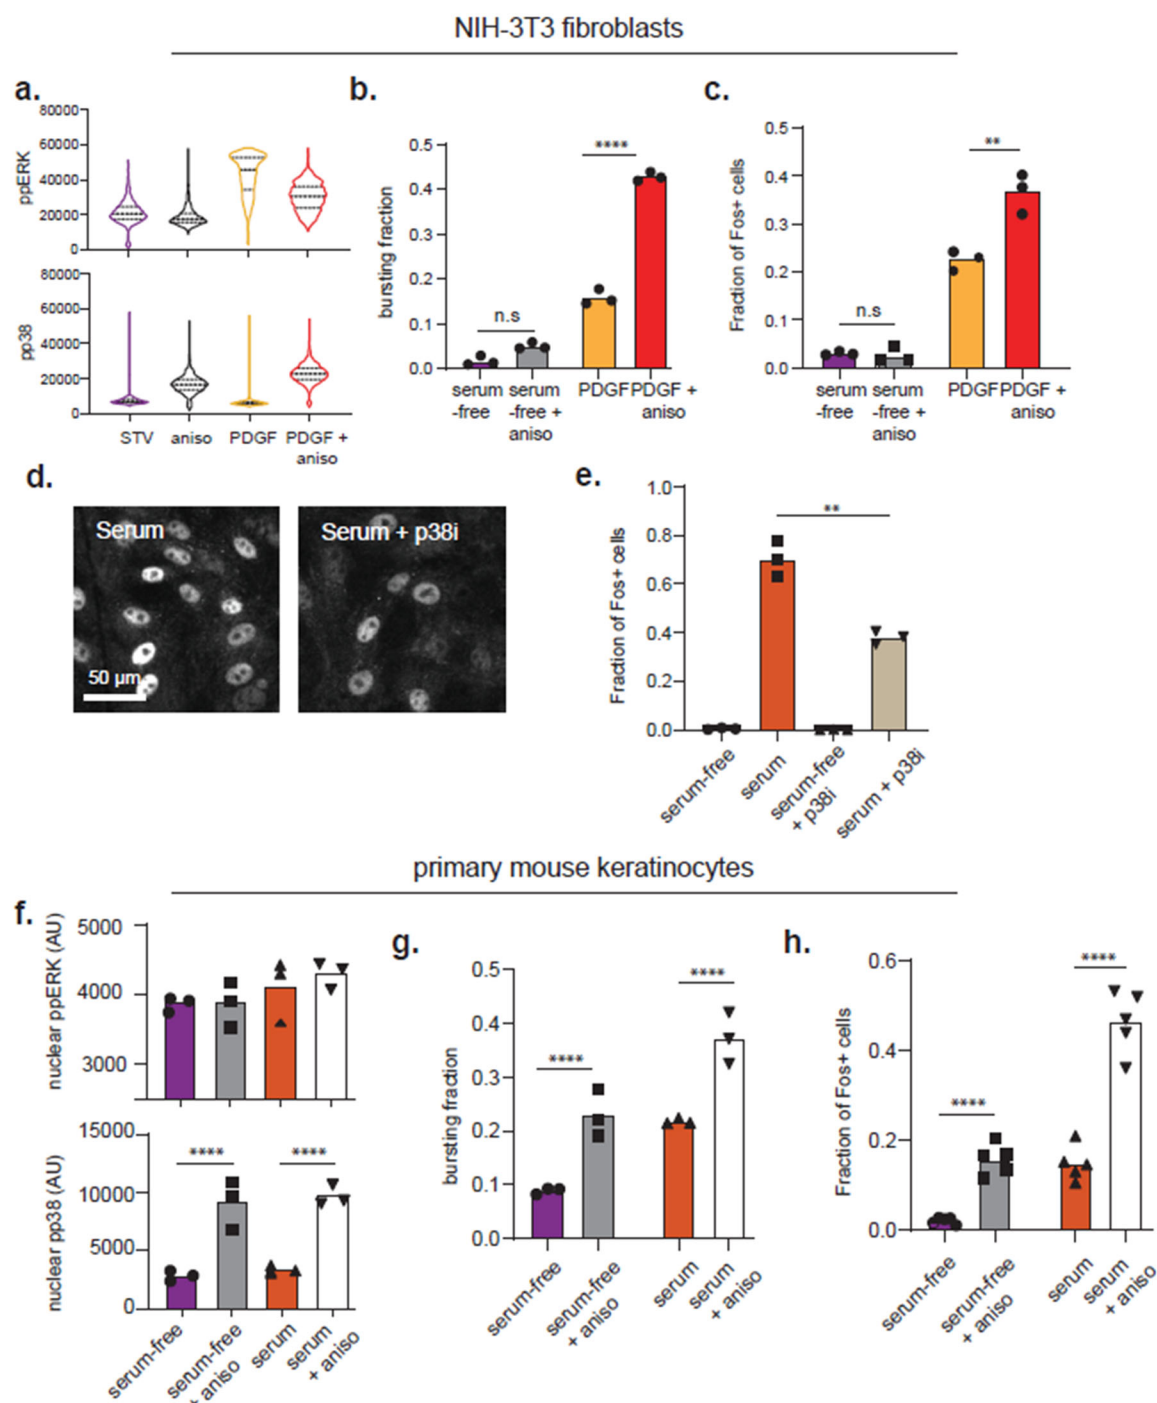 NIH-3T3 fibroblasts
a.
80000
60000
40000
20000
0
ppERK
80000
60000
40000
20000
0
pp38
STV aniso PDGF PDGF +
aniso
b.
0.5
0.4
0.3
0.2
0.1
0.0
bursting fraction
n.s
****
serum
-free
serum
-free +
aniso
PDGF
PDGF +
aniso
c.
0.5
0.4
0.3
0.2
0.1
0.0
Fraction of Fos+ cells
n.s
**
serum
-free
serum
-free +
aniso
PDGF
PDGF +
aniso
d.
Serum
50 µm
Serum + p38i
e.
1.0
0.8
0.6
0.4
0.2
0.0
Fraction of Fos+ cells
**
serum-free
serum
serum-free
+ p38i
serum + p38i
primary mouse keratinocytes
f.
5000
4000
3000
nuclear ppERK (AU)
15000
10000
5000
0
nuclear pp38 (AU)
****
****
serum-free
serum-free
+ aniso
serum
serum
+ aniso
g.
0.5
0.4
0.3
0.2
0.1
0.0
bursting fraction
****
****
serum-free
serum-free
+ aniso
serum
serum
+ aniso
h.
0.6
0.4
0.2
0.0
Fraction of Fos+ cells
****
****
serum-free
serum-free
+ aniso
serum
serum
+ aniso